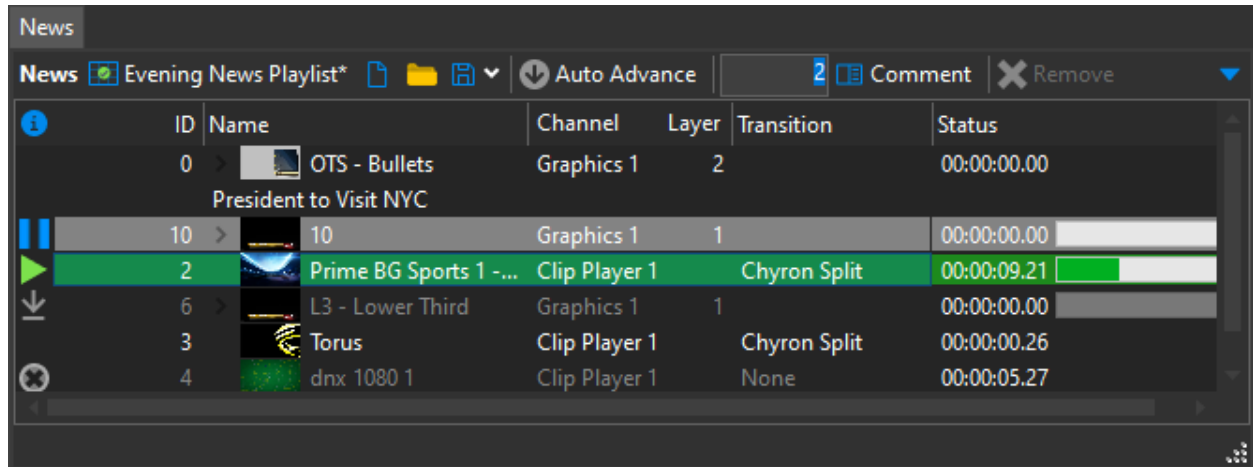 News
News Evening News Playlist* Auto Advance 2 Comment Remove
ID Name Channel Layer Transition Status
0 OTS - Bullets Graphics 1 2 00:00:00.00
President to Visit NYC
10 10 Graphics 1 1 00:00:00.00
2 Prime BG Sports 1 -... Clip Player 1 Chyron Split 00:00:09.21
6 L3 - Lower Third Graphics 1 1 00:00:00.00
3 Torus Clip Player 1 Chyron Split 00:00:00.26
4 dnx 1080 1 Clip Player 1 None 00:00:05.27